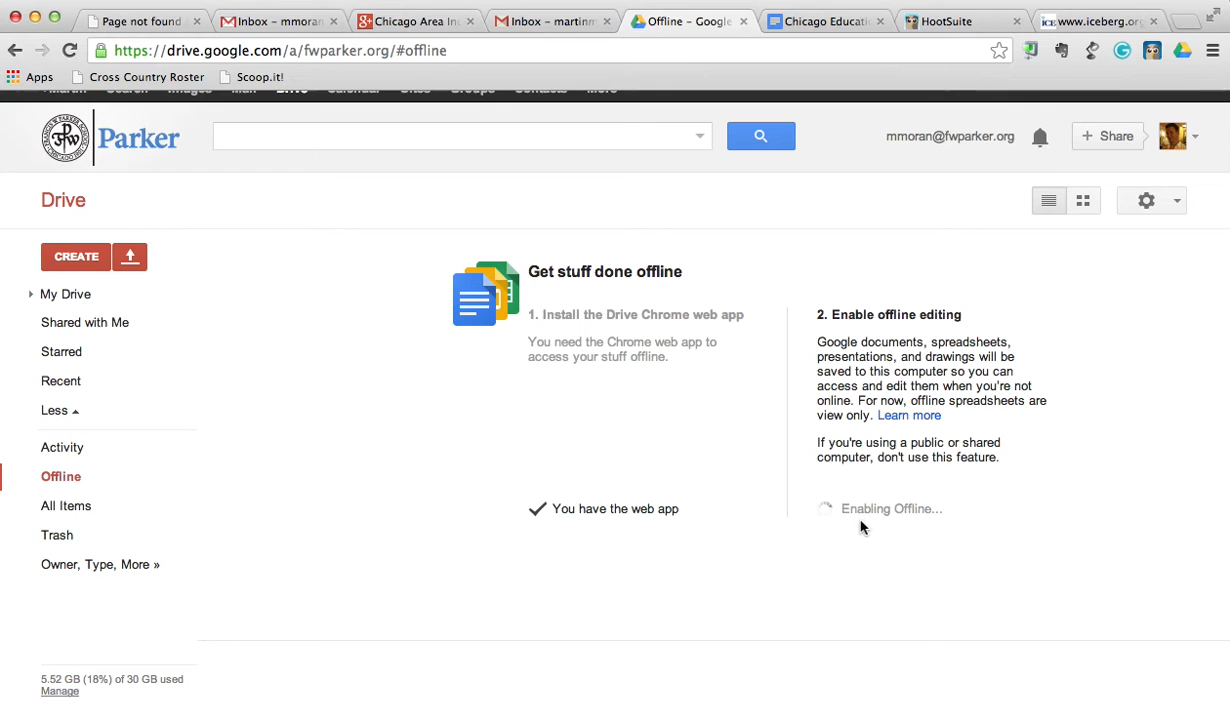 Page not found
Inbox – mmoran
Chicago Area In
Inbox – martinm
Offline – Google
Chicago Educati
HootSuite
www.iceberg.org
https://drive.google.com/a/fwparker.org/#offline
Apps Cross Country Roster Scoop.it!
Parker
mmoran@fwparker.org
+ Share
Drive
CREATE
My Drive
Shared with Me
Starred
Recent
Less
Activity
Offline
All Items
Trash
Owner, Type, More »
5.52 GB (18%) of 30 GB used
Manage
Get stuff done offline
1. Install the Drive Chrome web app
You need the Chrome web app to
access your stuff offline.
You have the web app
2. Enable offline editing
Google documents, spreadsheets,
presentations, and drawings will be
saved to this computer so you can
access and edit them when you're not
online. For now, offline spreadsheets are
view only. Learn more
If you're using a public or shared
computer, don't use this feature.
Enabling Offline...